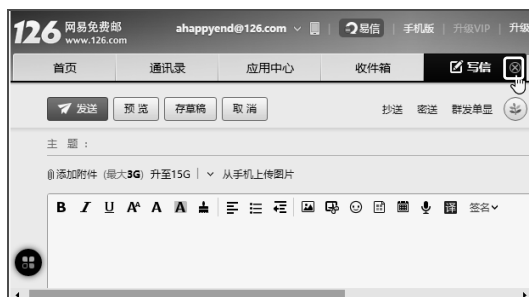 126 网易免费邮 ahappyend@126.com 易信 | 手机版 | 升级VIP | 升级
www.126.com
首页 通讯录 应用中心 收件箱 写信
发送 预览 存草稿 取消 抄送 密送 群发单显
主 题：
添加附件 (最大3G) 升至15G | 从手机上传图片
B I U AA A A 译 签名